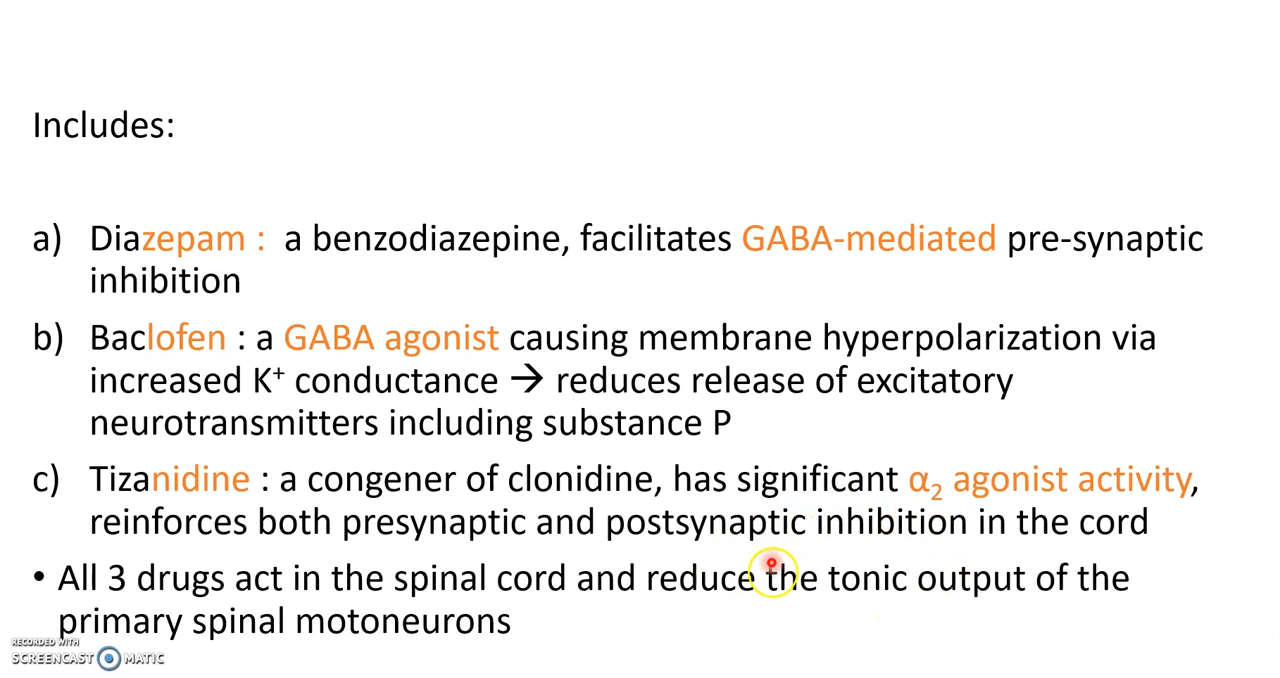 Includes:
a) Diazepam : a benzodiazepine, facilitates GABA-mediated pre-synaptic
inhibition
b) Baclofen : a GABA agonist causing membrane hyperpolarization via
increased K⁺ conductance → reduces release of excitatory
neurotransmitters including substance P
c) Tizanidine : a congener of clonidine, has significant α₂ agonist activity,
reinforces both presynaptic and postsynaptic inhibition in the cord
• All 3 drugs act in the spinal cord and reduce the tonic output of the
primary spinal motoneurons
RECORDED WITH
SCREENCAST MATIC